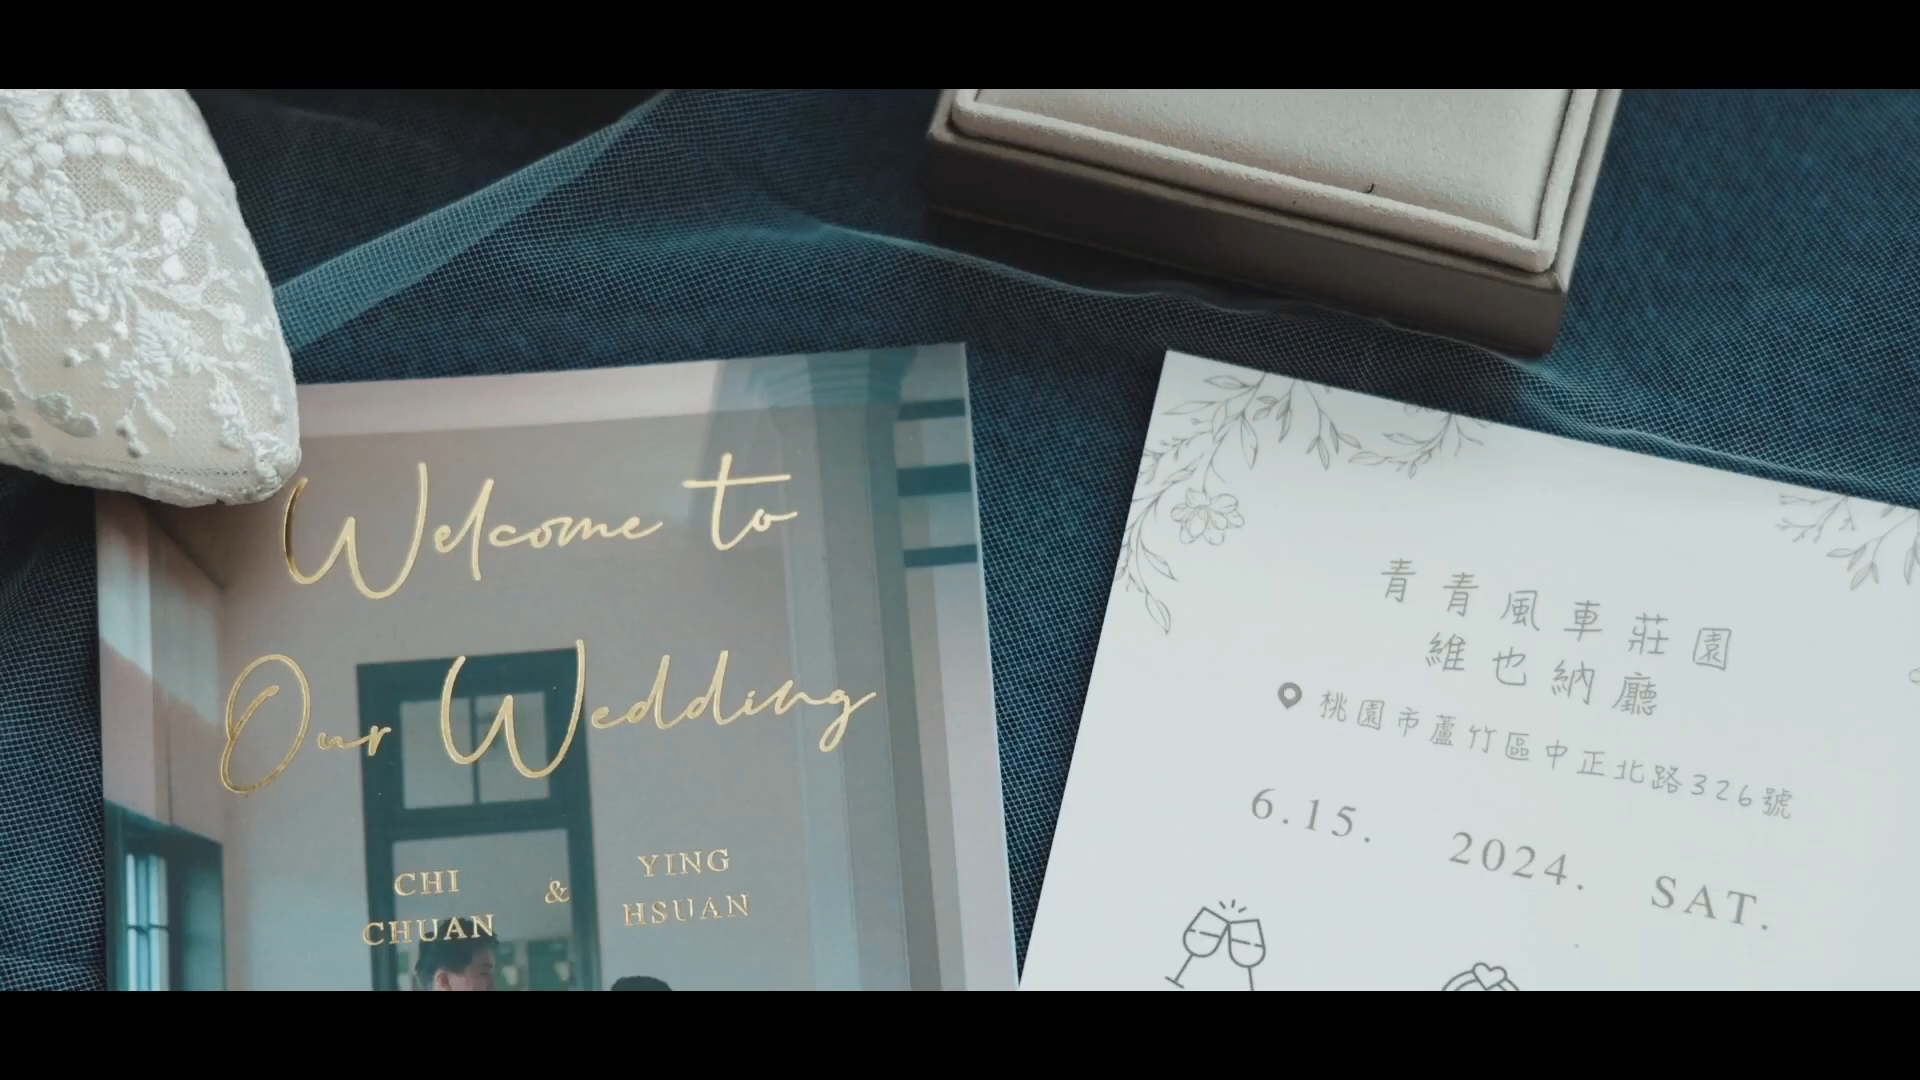 Welcome to
Our Wedding
CHI
CHUAN
&
YING
HSUAN
青青風車莊園
維也納廳
桃園市蘆竹區中正北路326號
6.15. 2024. SAT.